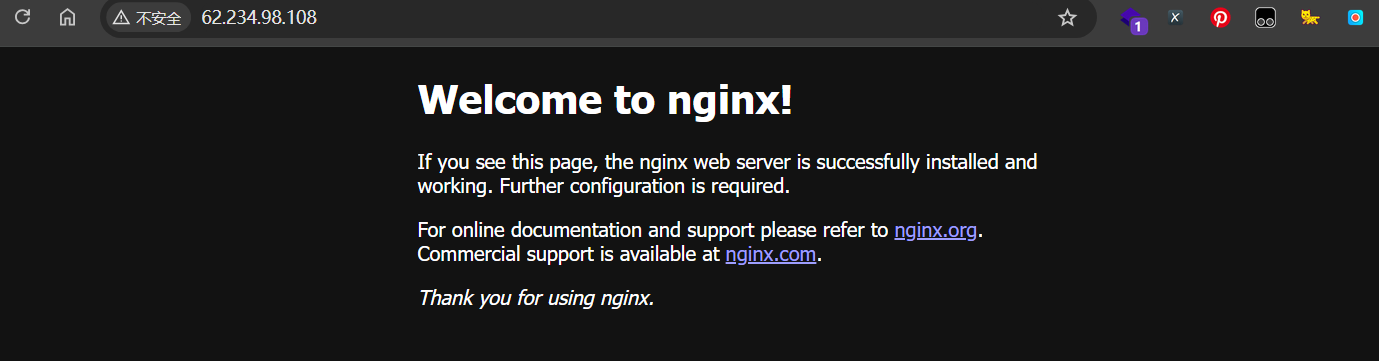 不安全 62.234.98.108
1
Welcome to nginx!
If you see this page, the nginx web server is successfully installed and
working. Further configuration is required.
For online documentation and support please refer to nginx.org.
Commercial support is available at nginx.com.
Thank you for using nginx.